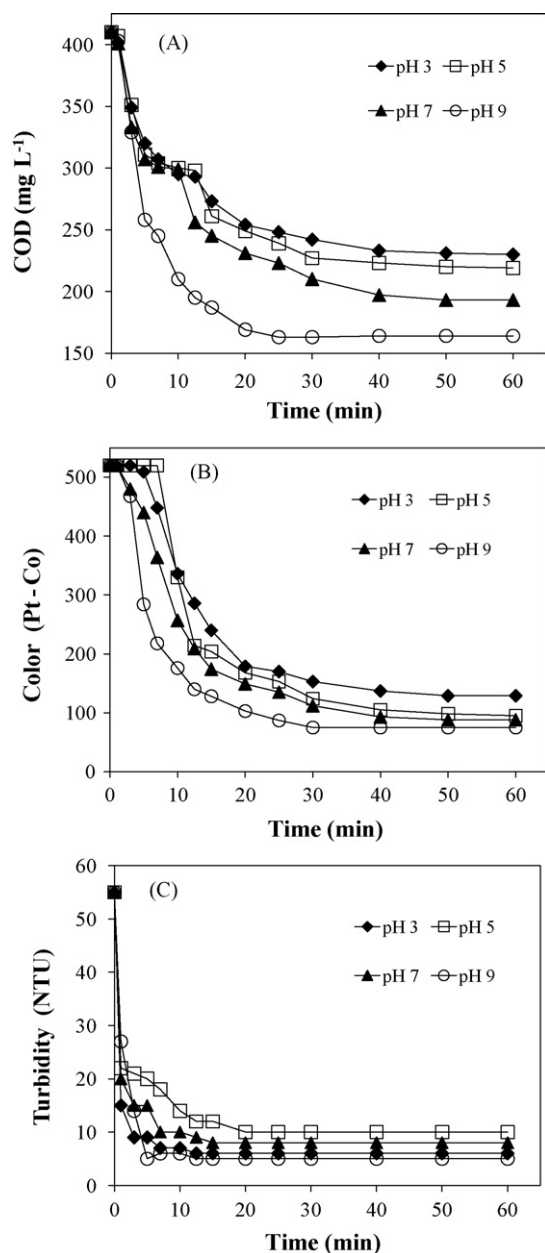 (A)
400
350
300
250
200
150
COD (mg L⁻¹)
pH 3 pH 5
pH 7 pH 9
0 10 20 30 40 50 60
Time (min)
(B)
500
400
300
200
100
0
Color (Pt - Co)
pH 3 pH 5
pH 7 pH 9
0 10 20 30 40 50 60
Time (min)
(C)
60
50
40
30
20
10
0
Turbidity (NTU)
pH 3 pH 5
pH 7 pH 9
0 10 20 30 40 50 60
Time (min)